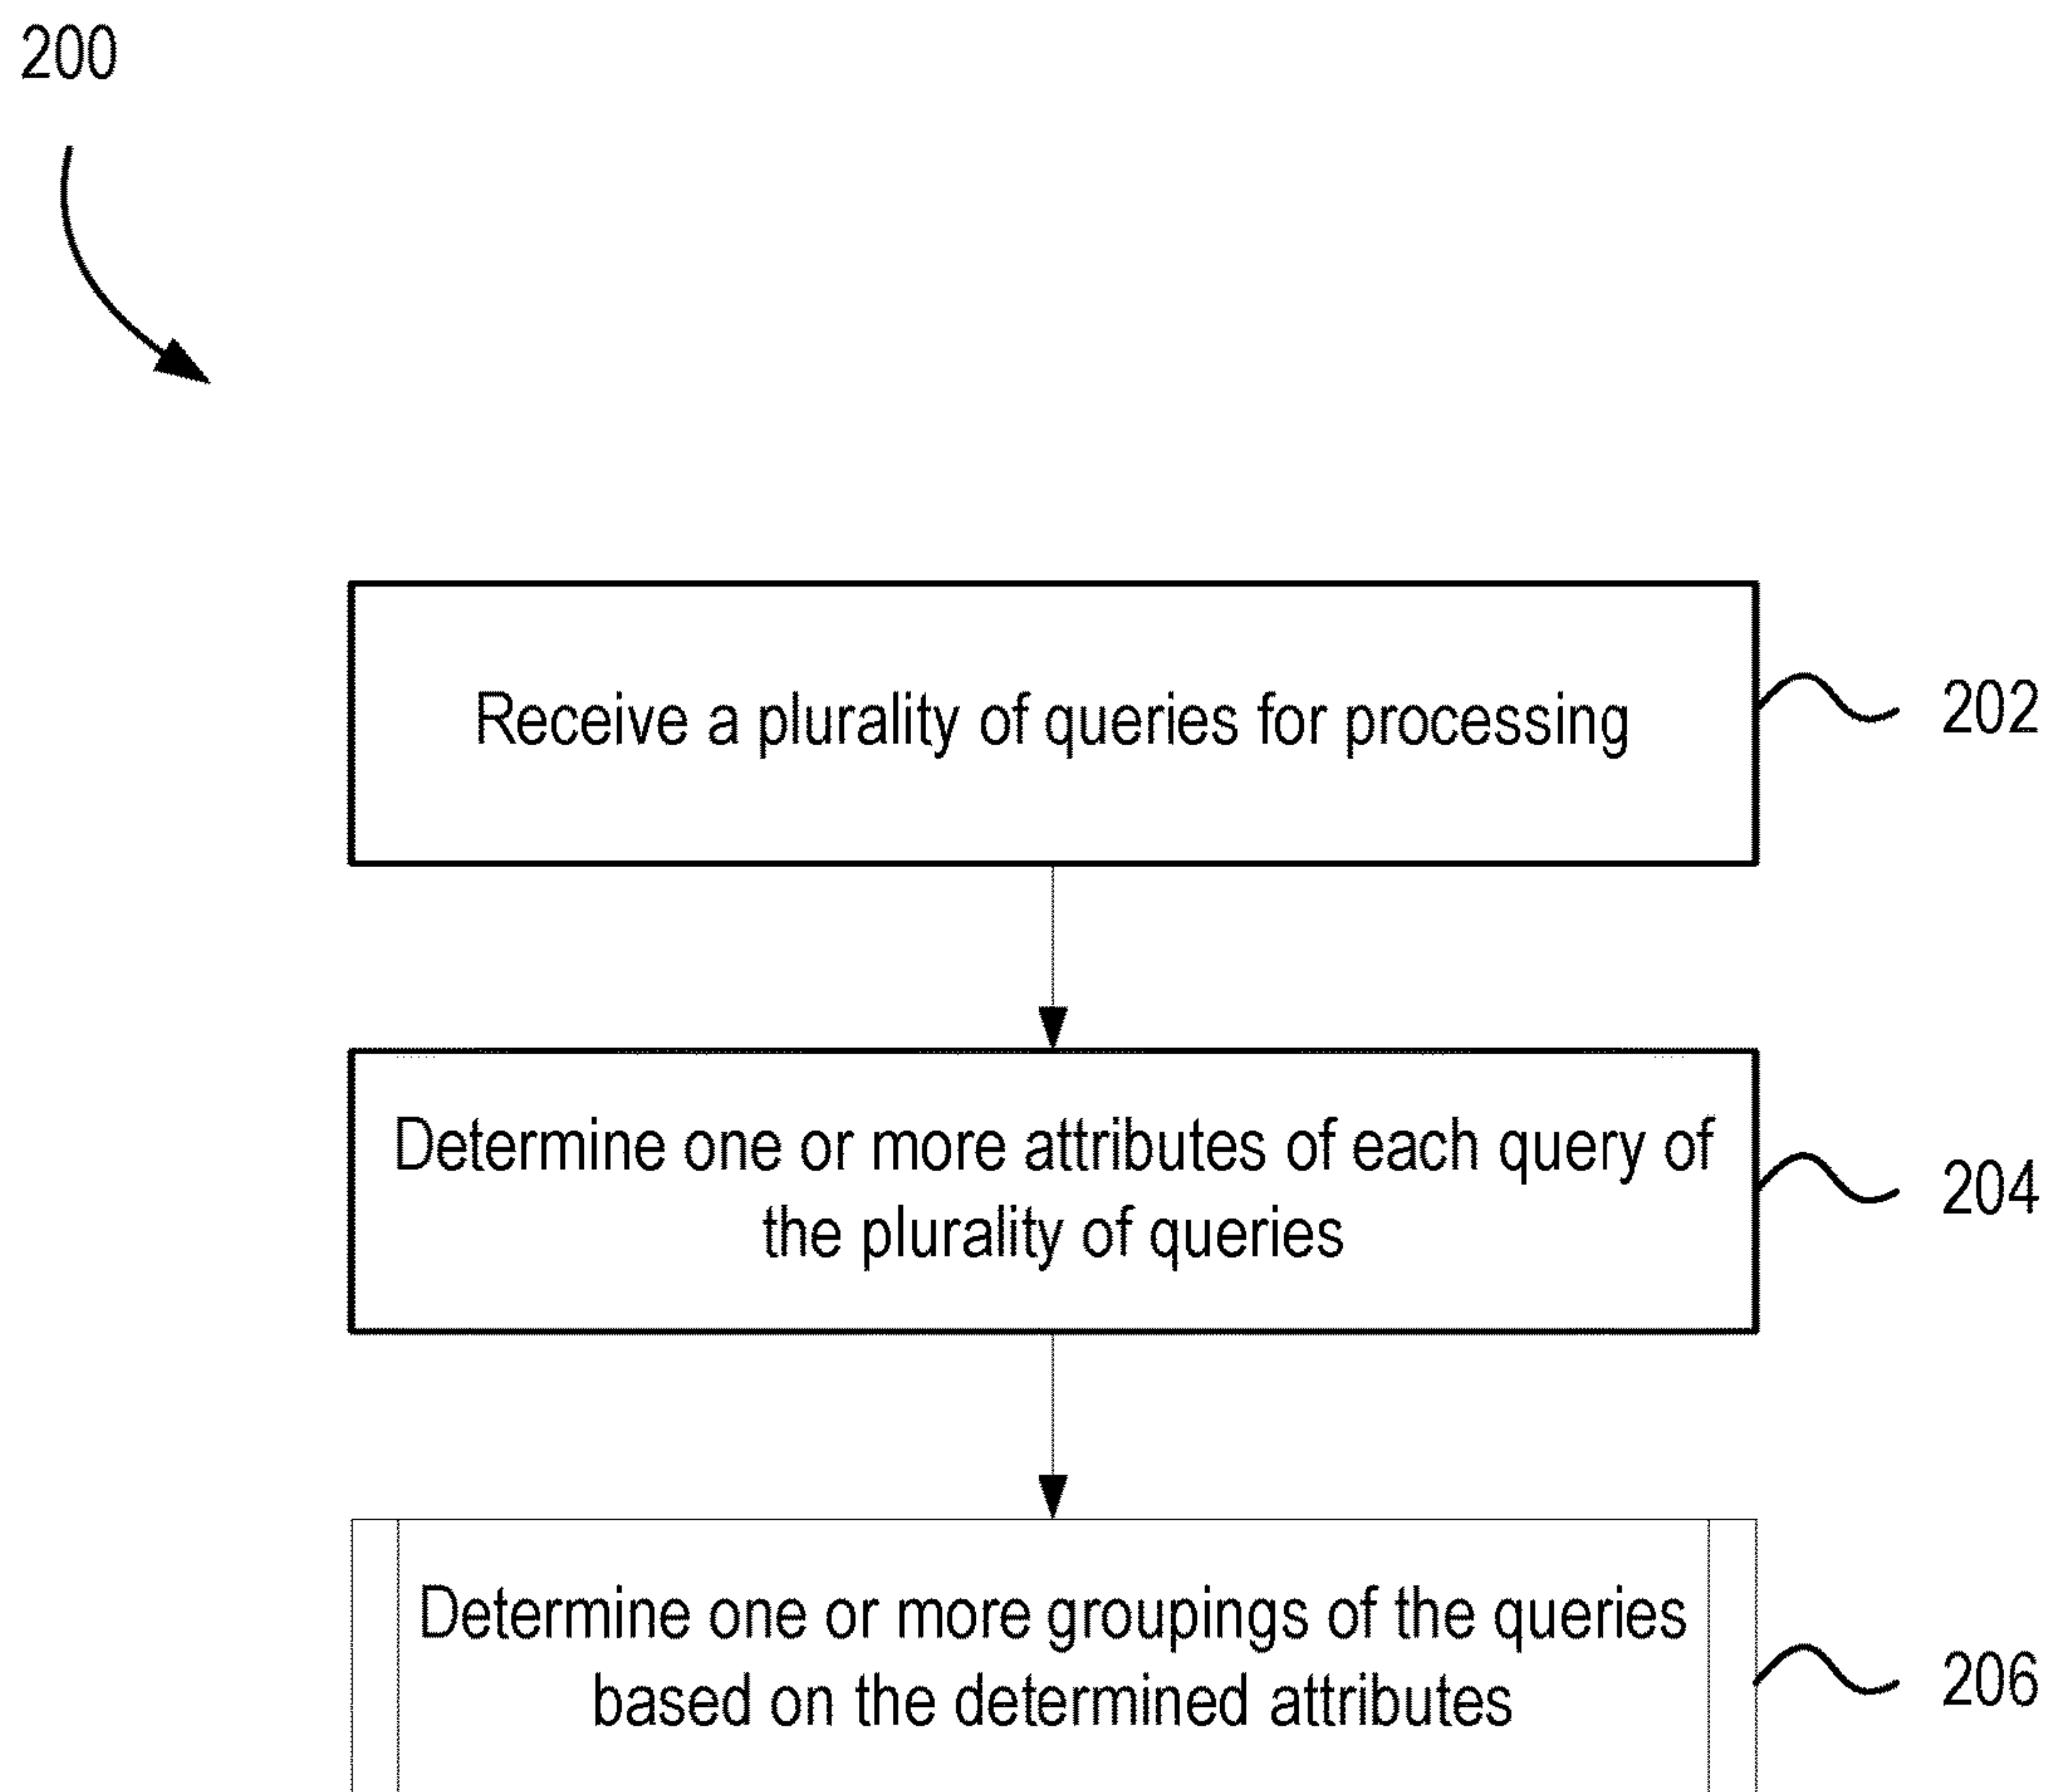 200
Receive a plurality of queries for processing
202
Determine one or more attributes of each query of
the plurality of queries
204
Determine one or more groupings of the queries
based on the determined attributes
206